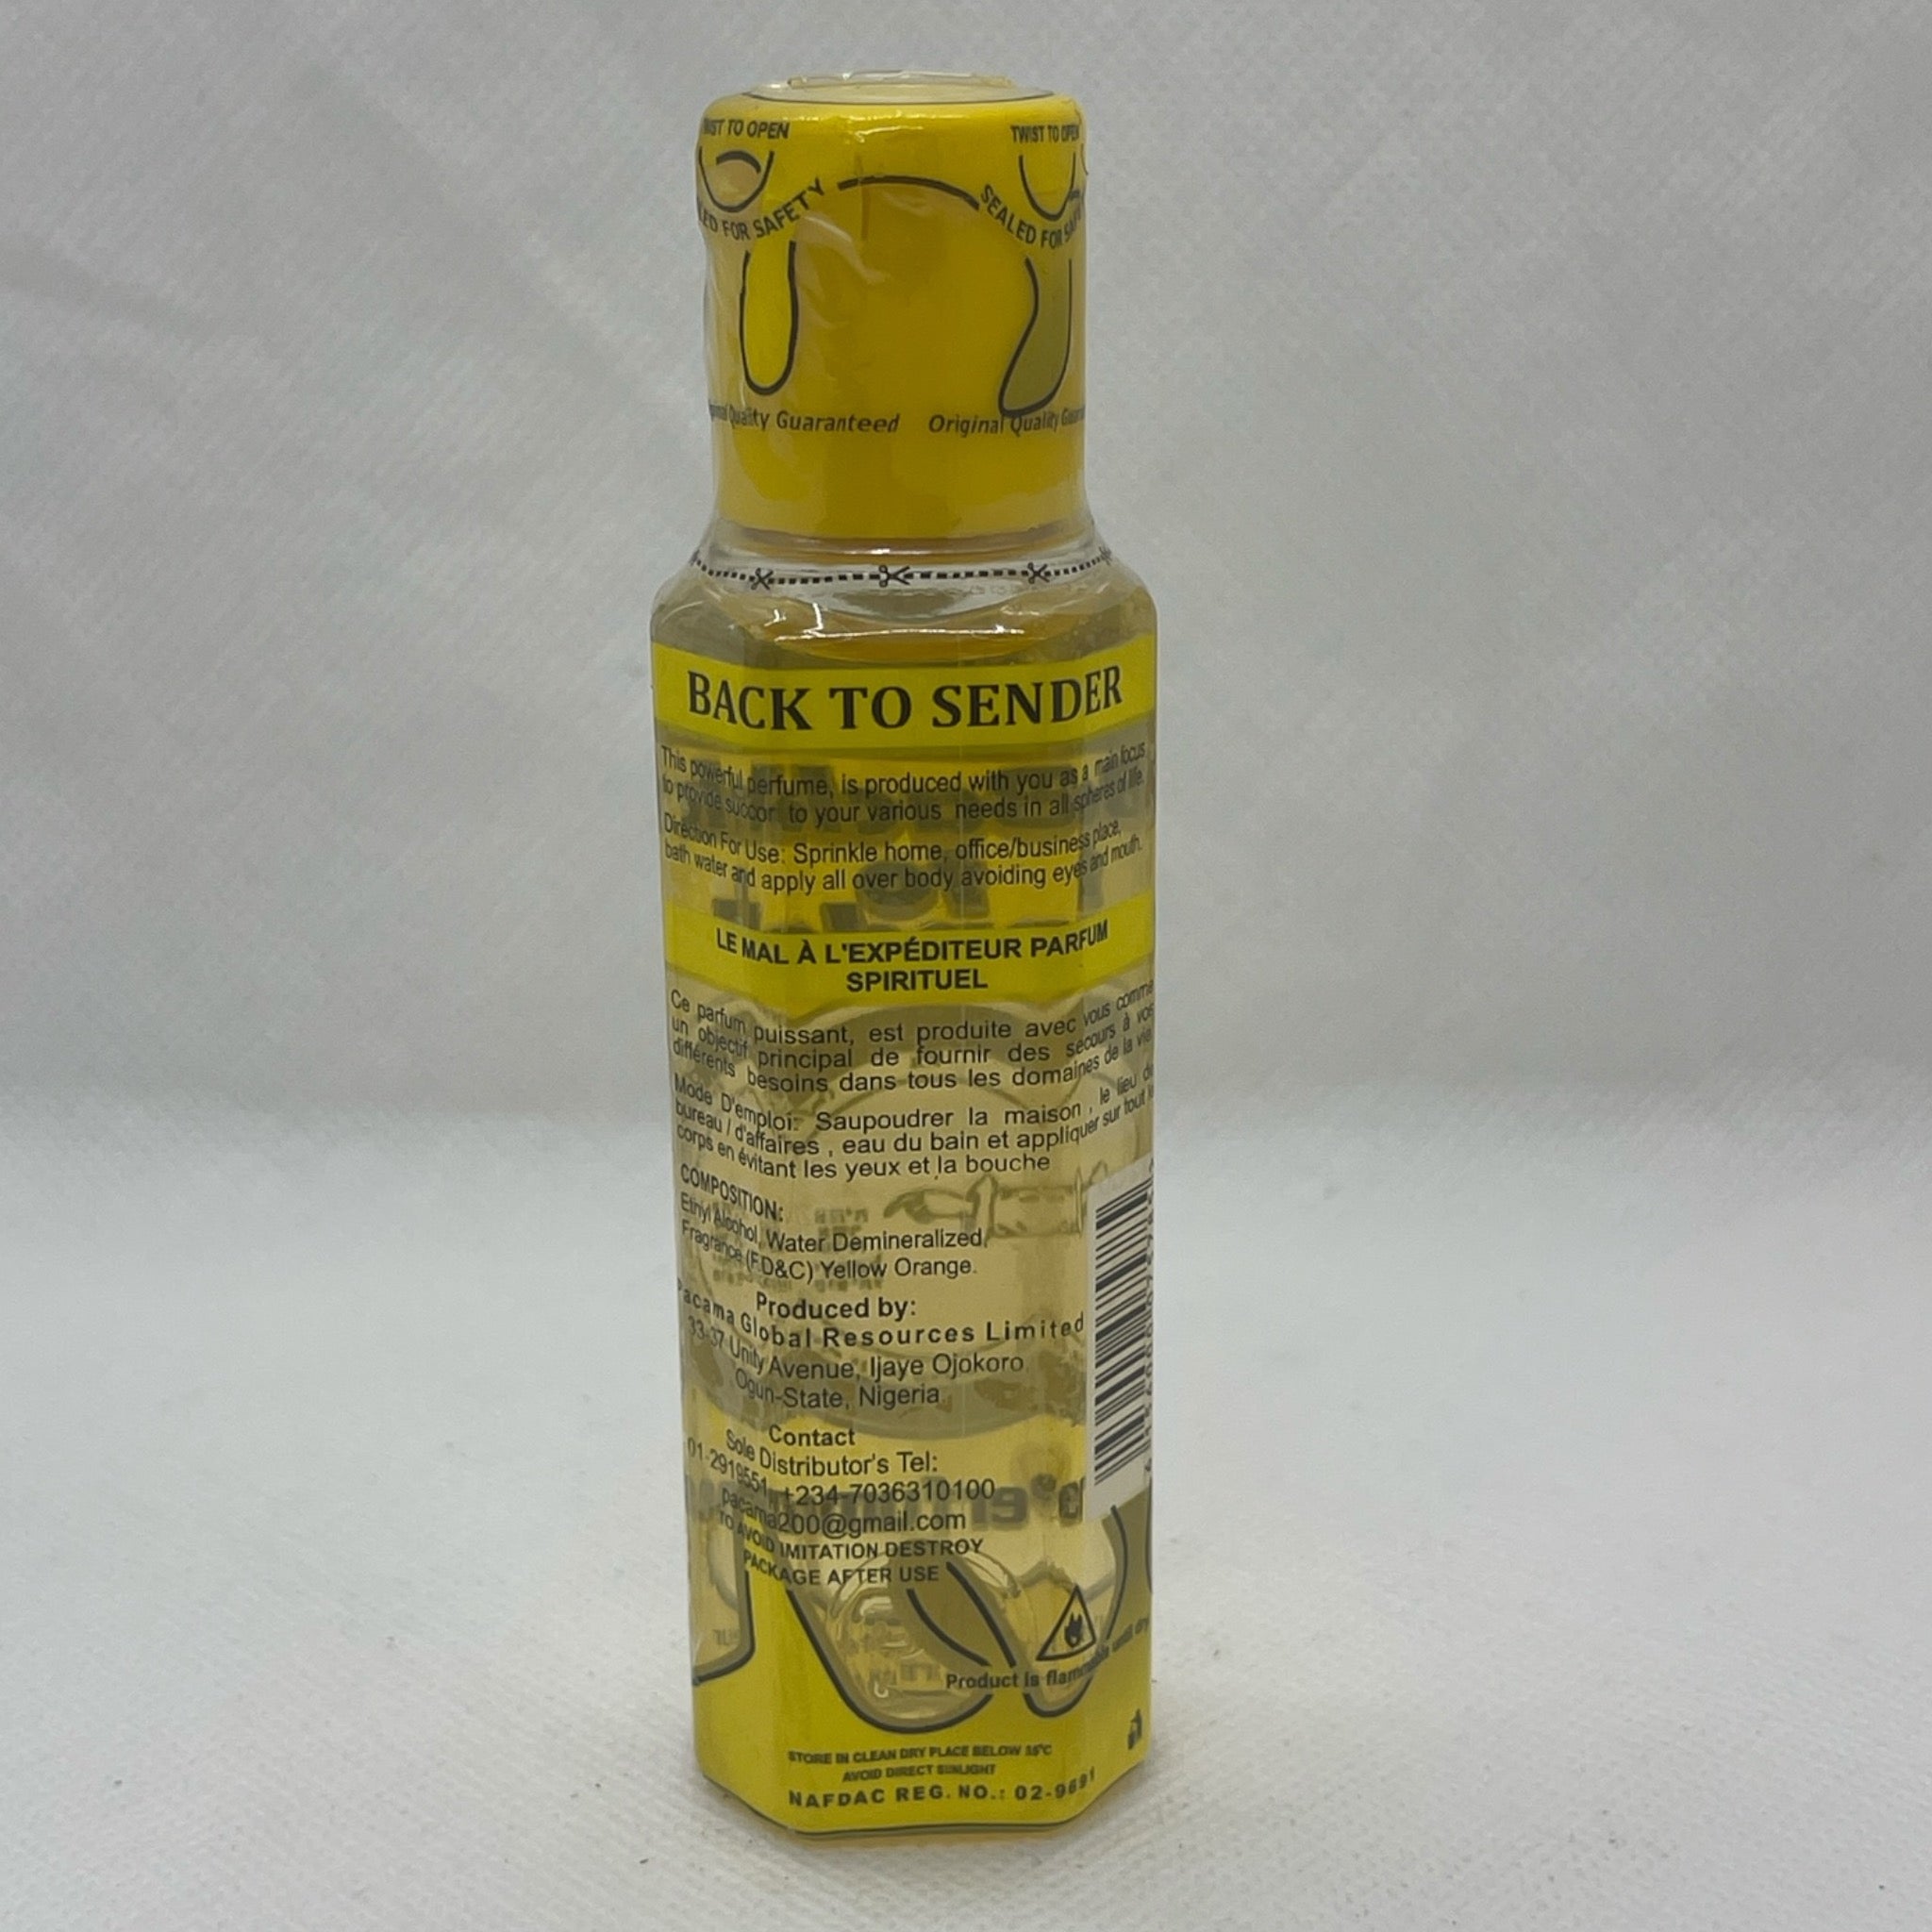 TWIST TO OPEN
TWIST TO OPEN
SEALED FOR SAFETY
SEALED FOR SAFE
Quality Guaranteed Original Quality
BACK TO SENDER
This powerful perfume, is produced with you as a main focus
to provide succor to your various needs in all spheres of life.
Direction For Use: Sprinkle home, office/business place,
bath water and apply all over body avoiding eyes and mouth.
LE MAL À L'EXPÉDITEUR PARFUM
SPIRITUEL
Ce parfum puissant, est produite avec vous comme
un objectif principal de fournir des secours à vos
différents besoins dans tous les domaines de la vie
Mode D'emploi: Saupoudrer la maison , le lieu de
bureau / d'affaires , eau du bain et appliquer sur tout le
corps en évitant les yeux et la bouche
COMPOSITION:
Ethyl Alcohol, Water Demineralized,
Fragrance (F.D&C) Yellow Orange.
Produced by:
Pacama Global Resources Limited
33-37 Unity Avenue, Ijaye Ojokoro
Ogun-State, Nigeria
Contact
Sole Distributor's Tel:
01-2919551, +234-7036310100
pacama200@gmail.com
TO AVOID IMITATION DESTROY
PACKAGE AFTER USE
Product is flammable until dry
STORE IN CLEAN DRY PLACE BELOW
AVOID DIRECT SUNLIGHT
NAFDAC REG. NO.: 02-9691